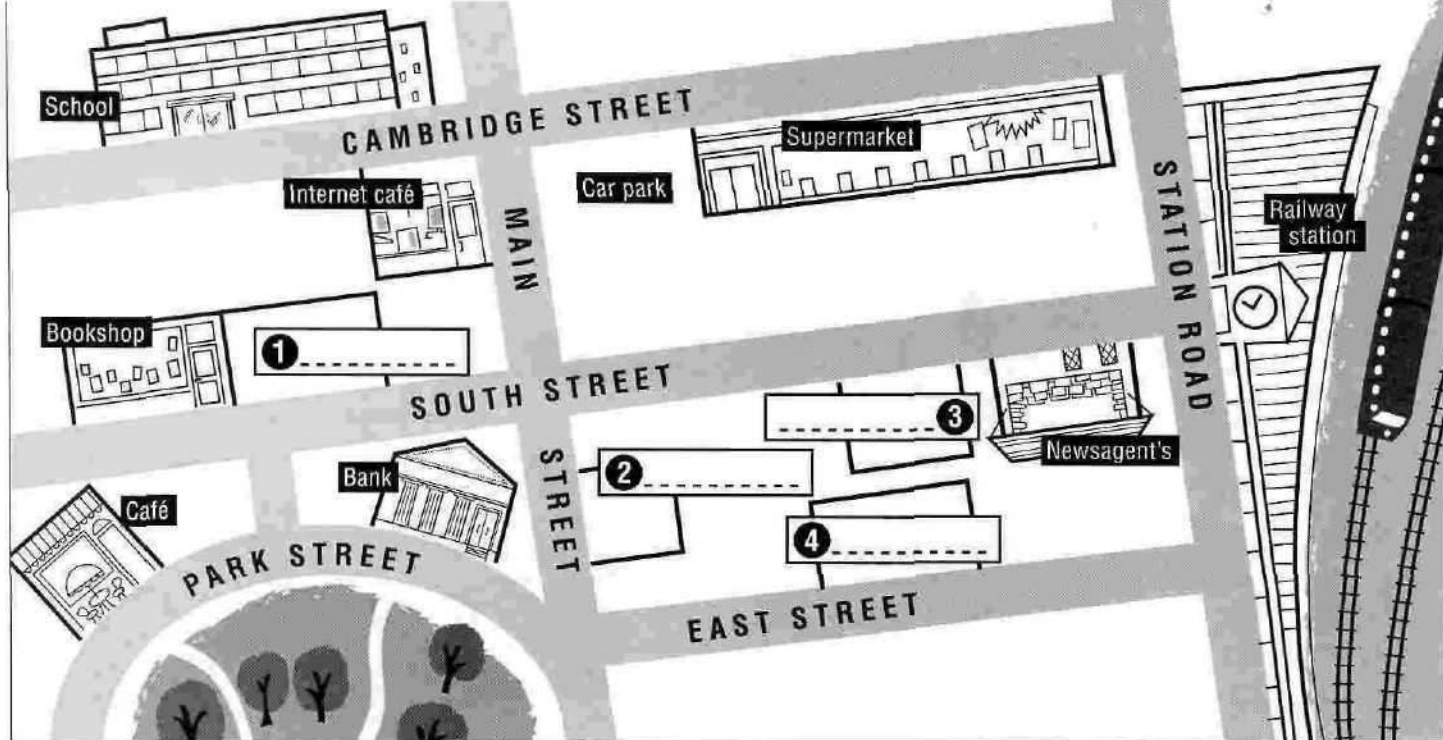 School
CAMBRIDGE STREET
Supermarket
Internet café
Car park
MAIN
STREET
STATION ROAD
Railway
station
Bookshop
1
SOUTH STREET
3
Newsagent's
Bank
2
Café
4
PARK STREET
EAST STREET